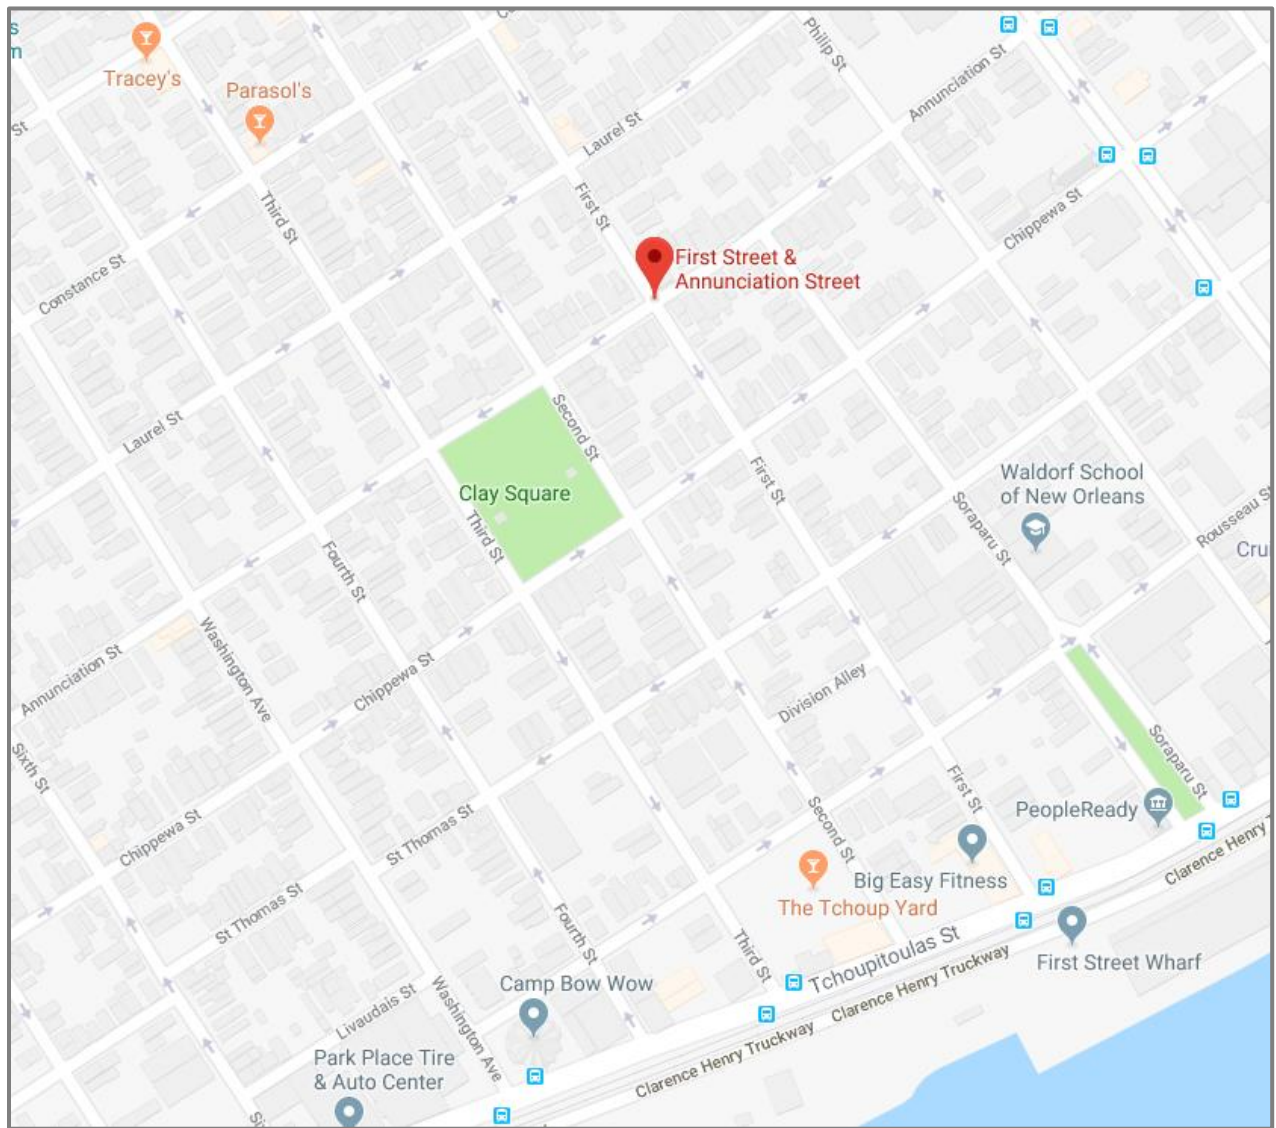 Tracey's
Parasol's
Philip St
Annunciation St
Laurel St
St
Third St
First St
Chippewa St
Constance St
First Street &
Annunciation Street
Laurel St
Second St
Clay Square
First St
Waldorf School
of New Orleans
Soraparu St
Rousseau St
Third St
Fourth St
Washington Ave
Annunciation St
Chippewa St
Division Alley
Sixth St
Soraparu St
First St
PeopleReady
Chippewa St
St Thomas St
Second St
Big Easy Fitness
The Tchoup Yard
Clarence Henry
St Thomas St
Fourth St
Third St
Tchoupitoulas St
First Street Wharf
Camp Bow Wow
Clarence Henry Truckway
Livaudais St
Washington Ave
Clarence Henry Truckway
Park Place Tire
& Auto Center